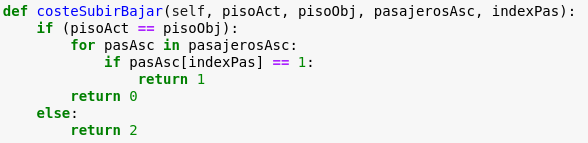 def costeSubirBajar(self, pisoAct, pisoObj, pasajerosAsc, indexPas):
    if (pisoAct == pisoObj):
        for pasAsc in pasajerosAsc:
            if pasAsc[indexPas] == 1:
                return 1
        return 0
    else:
        return 2